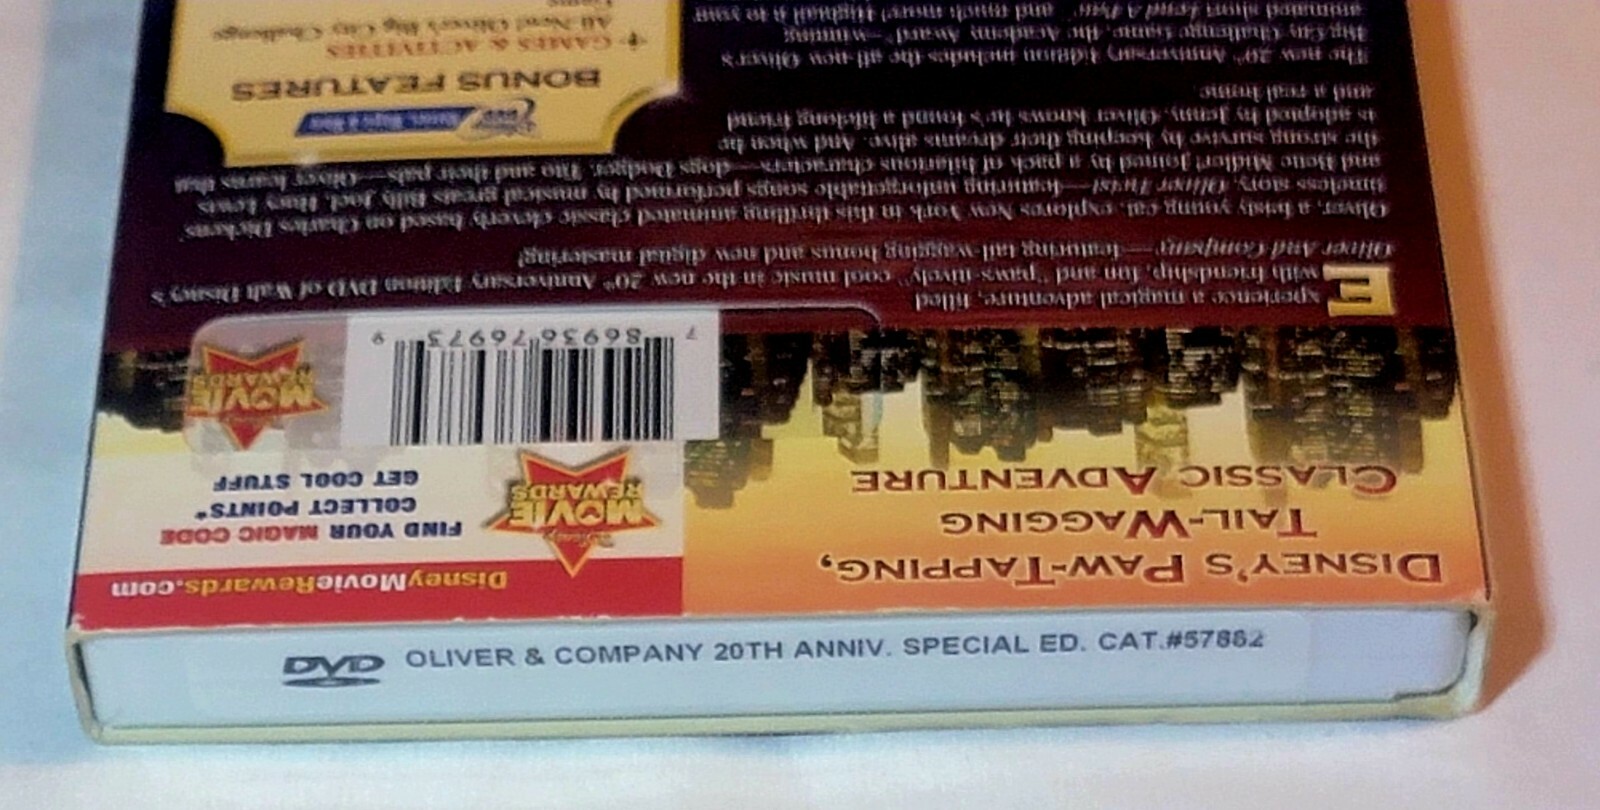 DVD OLIVER & COMPANY 20TH ANNIV. SPECIAL ED. CAT.#57882
DISNEY'S PAW-TAPPING,
TAIL-WAGGING
CLASSIC ADVENTURE
Experience a magical adventure, filled
with friendship, fun and "paws-itively" cool music in the new 20th Anniversary Edition DVD of Walt Disney's
Oliver And Company—featuring tail-wagging bonus and new digital mastering!
Oliver, a feisty young cat, explores New York in this thrilling animated classic cleverly based on Charles Dickens'
timeless story, Oliver Twist—featuring unforgettable songs performed by musical greats Billy Joel, Huey Lewis
and Bette Midler! Joined by a pack of hilarious characters—dogs Dodger, Tito and their pals—Oliver learns that
the strong survive by keeping their dreams alive. And when he
is adopted by Jenny, Oliver knows he's found a lifelong friend
and a real home.
The new 20th Anniversary Edition includes the all-new Oliver's
Big City Challenge Game, the Academy Award®-winning
animated short Lend A Paw, and much more! Hightail it to your
BONUS FEATURES
+ GAMES & ACTIVITIES
All-New! Oliver's Big City Challenge
Game
DisneyMovieRewards.com
Disney
MOVIE
REWARDS
FIND YOUR MAGIC CODE
COLLECT POINTS*
GET COOL STUFF
MOVIE
REWARDS
7 86936 76973 9